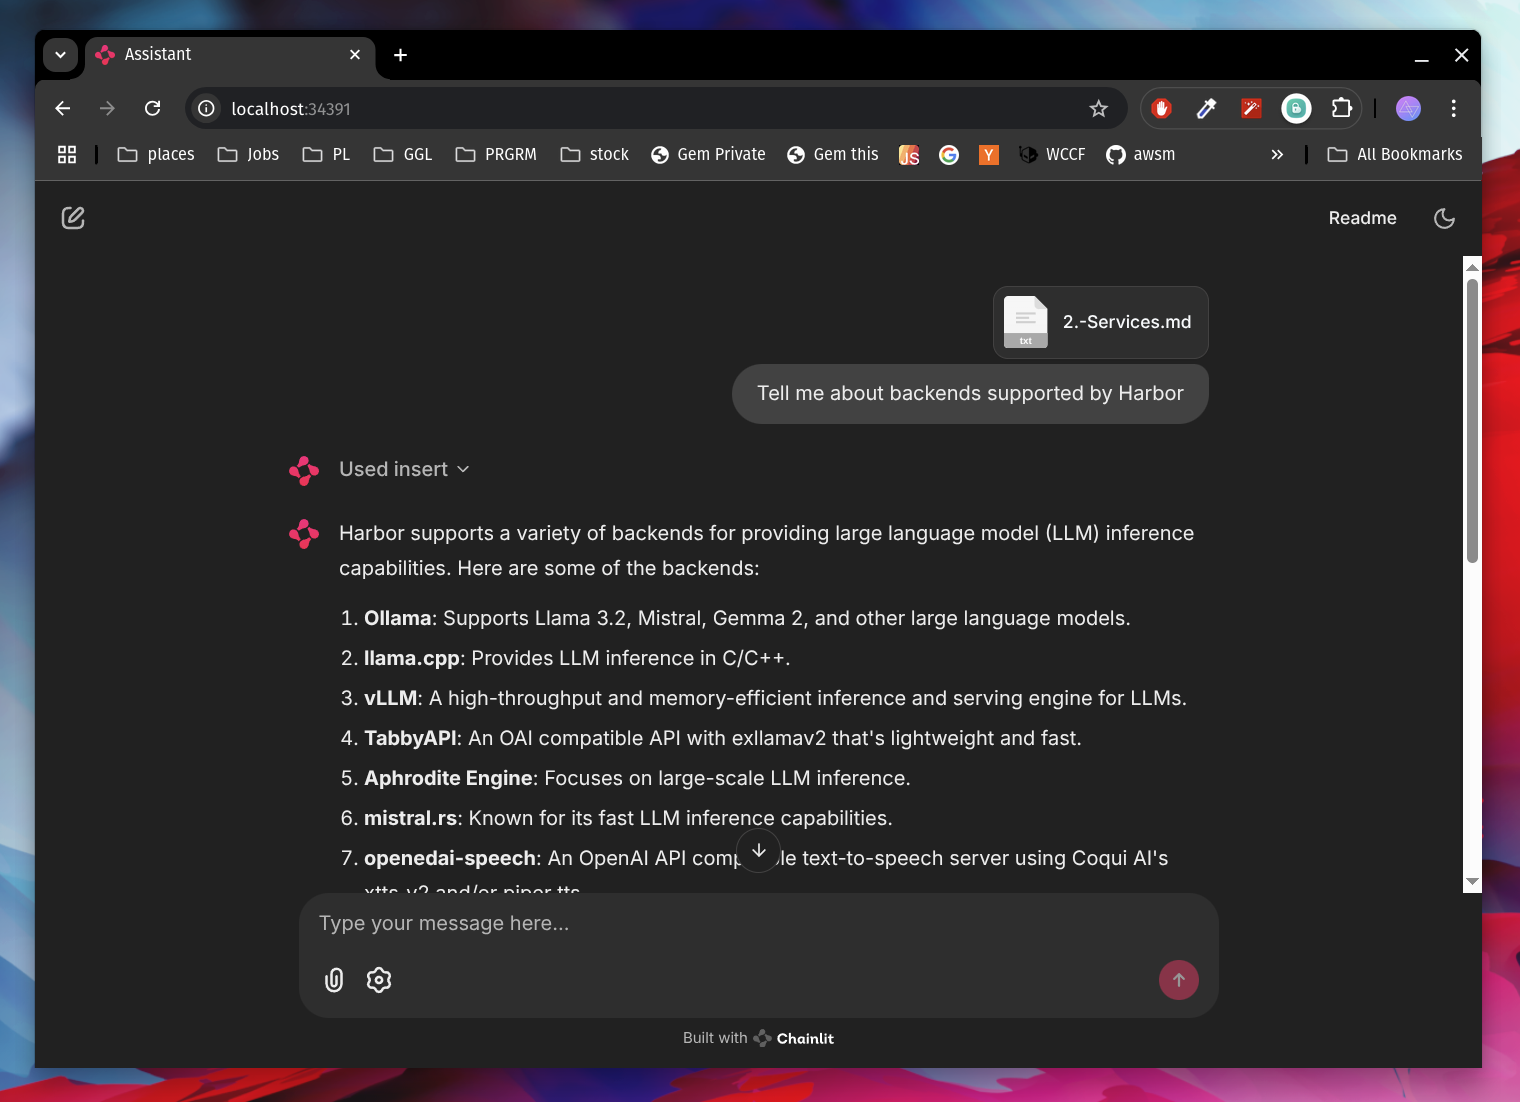 Assistant
localhost:34391
places
Jobs
PL
GGL
PRGRM
stock
Gem Private
Gem this
JS
G
Y
WCCF
awsm
All Bookmarks
Readme
txt
2.-Services.md
Tell me about backends supported by Harbor
Used insert
Harbor supports a variety of backends for providing large language model (LLM) inference
capabilities. Here are some of the backends:
1. Ollama: Supports Llama 3.2, Mistral, Gemma 2, and other large language models.
2. llama.cpp: Provides LLM inference in C/C++.
3. vLLM: A high-throughput and memory-efficient inference and serving engine for LLMs.
4. TabbyAPI: An OAI compatible API with exllamav2 that's lightweight and fast.
5. Aphrodite Engine: Focuses on large-scale LLM inference.
6. mistral.rs: Known for its fast LLM inference capabilities.
7. openedai-speech: An OpenAI API text-to-speech server using Coqui AI's
xtts_v2 and/or piper tts
Type your message here...
Built with Chainlit